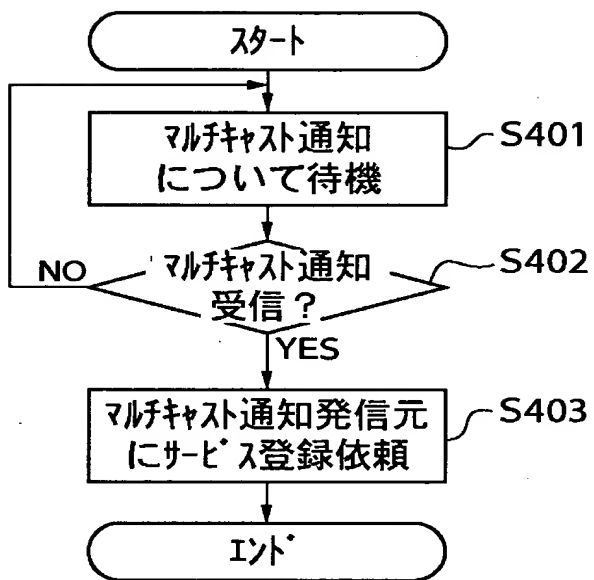 スタート
マルチキャスト通知
について待機
S401
マルチキャスト通知
受信？
S402
NO
YES
マルチキャスト通知発信元
にサービス登録依頼
S403
エンド